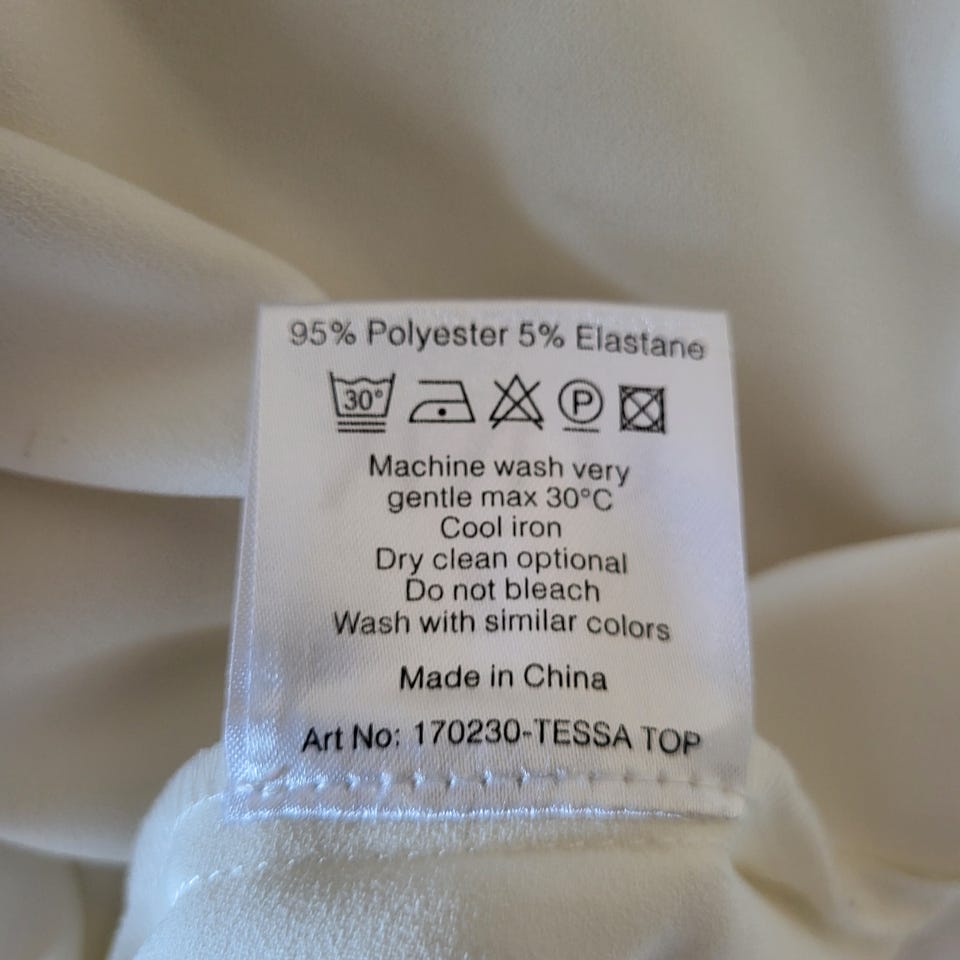 95% Polyester 5% Elastane
30° P
Machine wash very
gentle max 30°C
Cool iron
Dry clean optional
Do not bleach
Wash with similar colors
Made in China
Art No: 170230-TESSA TOP